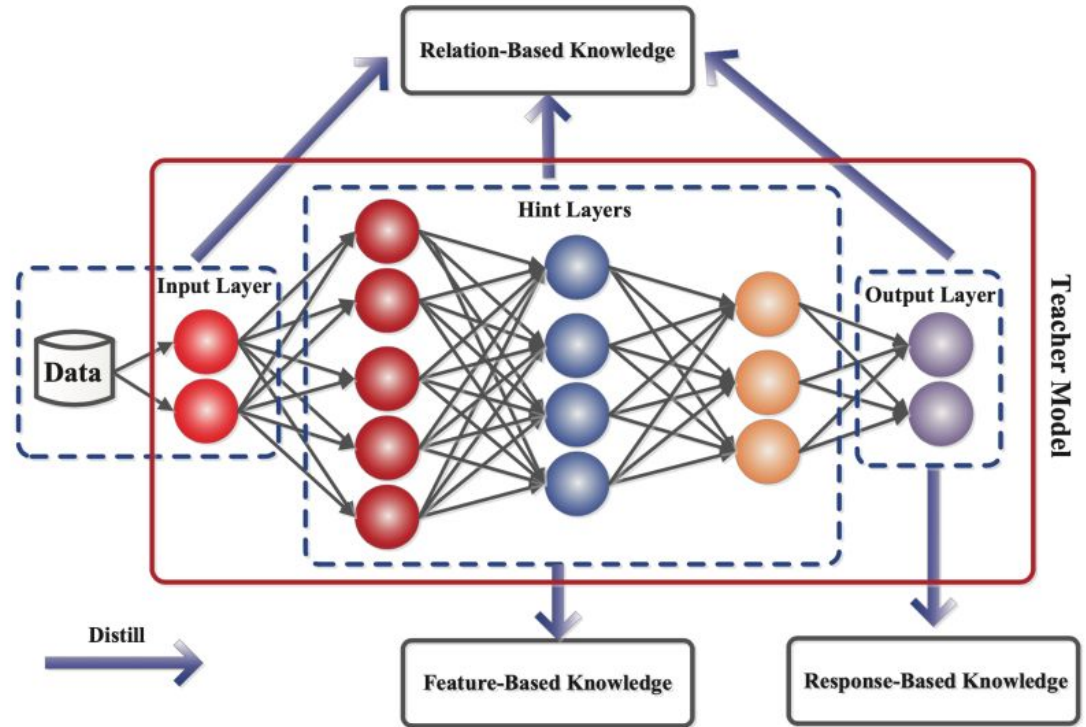 Relation-Based Knowledge
Hint Layers
Input Layer
Output Layer
Data
Teacher Model
Distill
Feature-Based Knowledge
Response-Based Knowledge